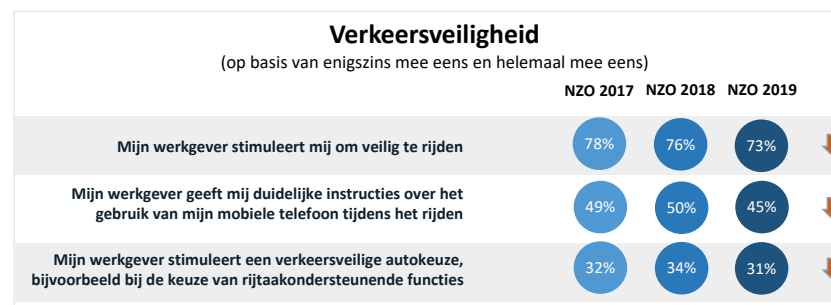 Verkeersveiligheid
(op basis van enigszins mee eens en helemaal mee eens)
NZO 2017 NZO 2018 NZO 2019
Mijn werkgever stimuleert mij om veilig te rijden 78% 76% 73%
Mijn werkgever geeft mij duidelijke instructies over het
gebruik van mijn mobiele telefoon tijdens het rijden 49% 50% 45%
Mijn werkgever stimuleert een verkeersveilige autokeuze,
bijvoorbeeld bij de keuze van rijtaakondersteunende functies 32% 34% 31%